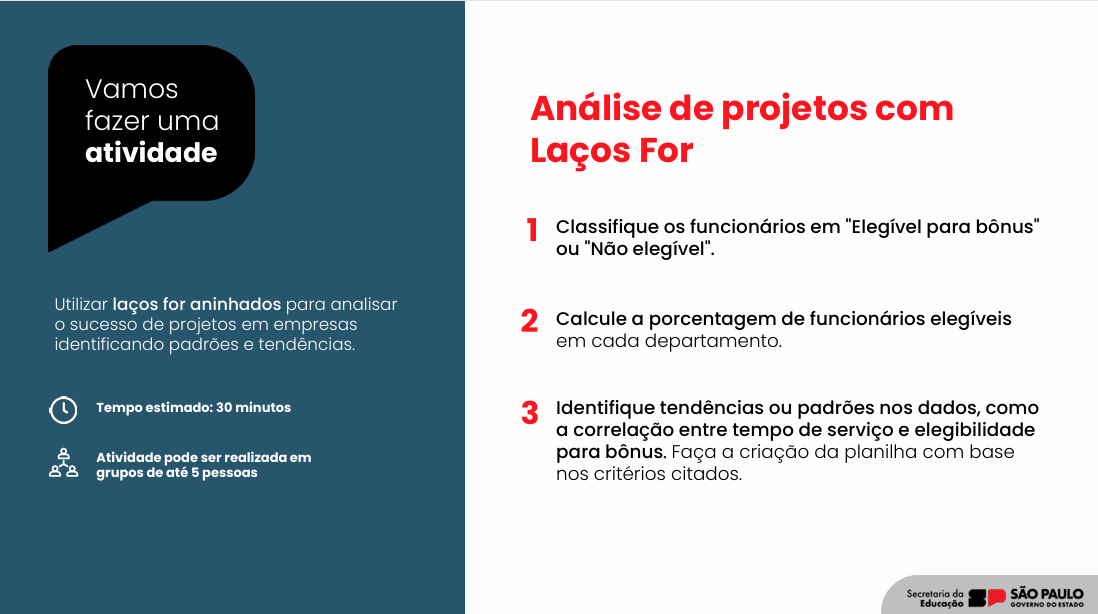 Vamos
fazer uma
atividade
Utilizar laços for aninhados para analisar
o sucesso de projetos em empresas
identificando padrões e tendências.
Tempo estimado: 30 minutos
Atividade pode ser realizada em
grupos de até 5 pessoas
Análise de projetos com
Laços For
1 Classifique os funcionários em "Elegível para bônus"
ou "Não elegível".
2 Calcule a porcentagem de funcionários elegíveis
em cada departamento.
3 Identifique tendências ou padrões nos dados, como
a correlação entre tempo de serviço e elegibilidade
para bônus. Faça a criação da planilha com base
nos critérios citados.
Secretaria da
Educação
SP
SÃO PAULO
GOVERNO DO ESTADO